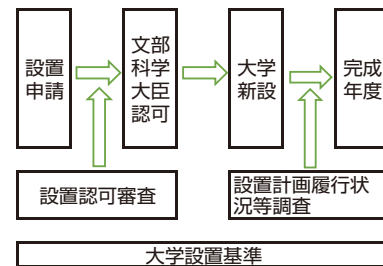 設置
申請
文部
科学
大臣
認可
大学
新設
完成
年度
設置認可審査
設置計画履行状
況等調査
大学設置基準